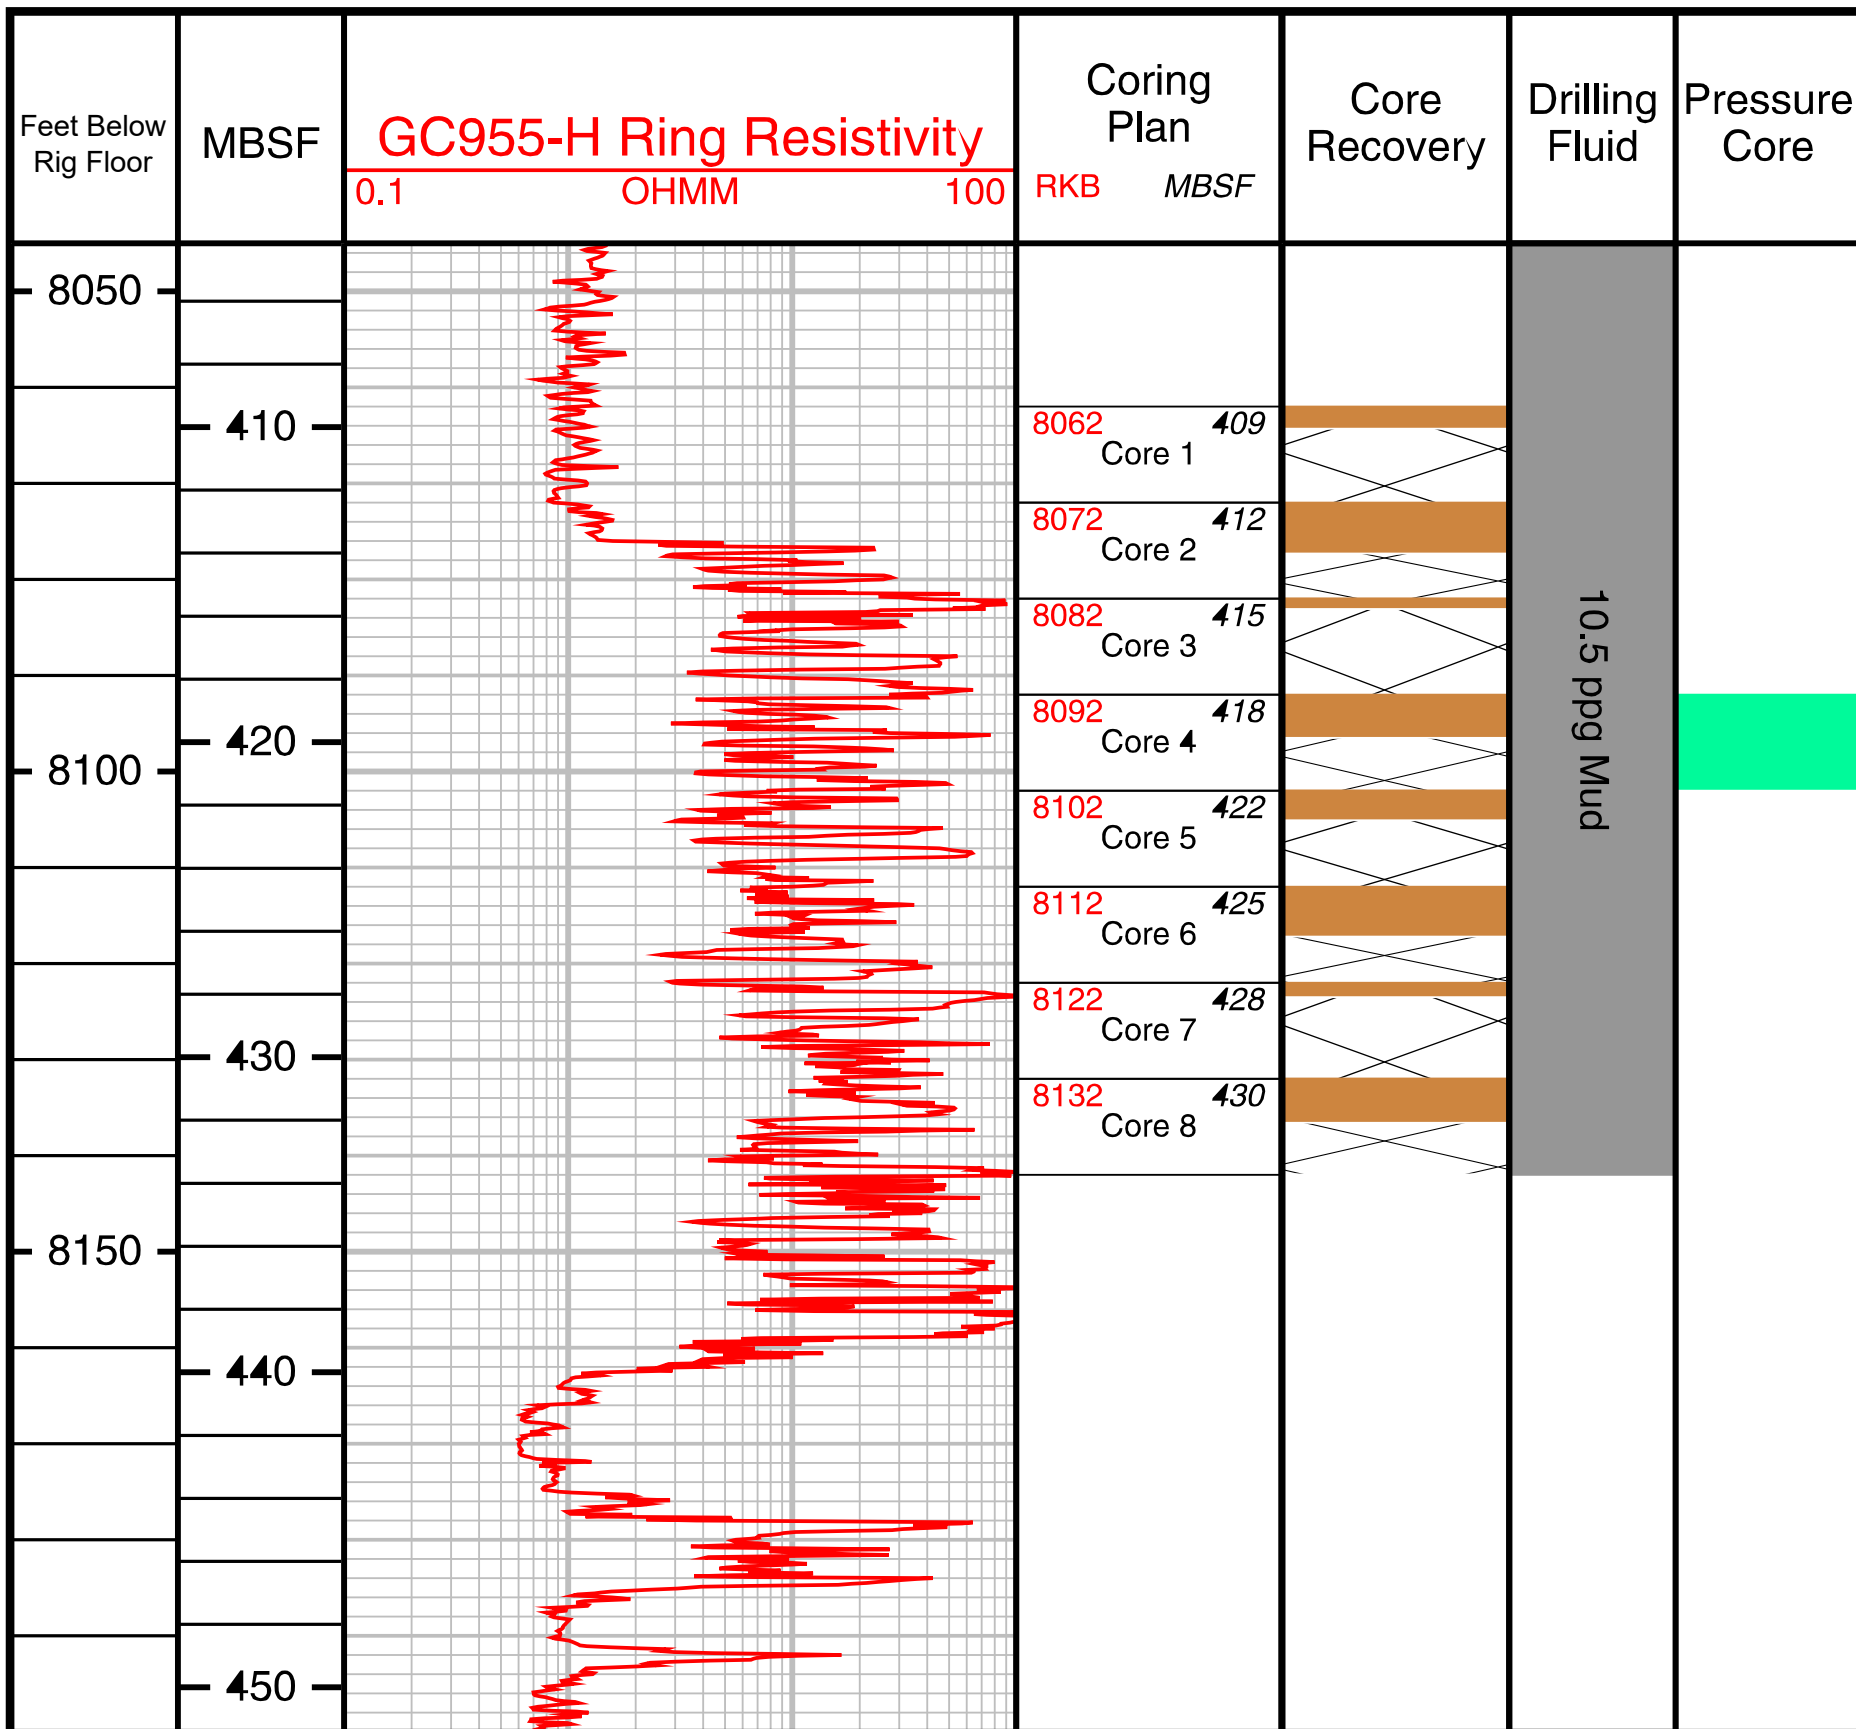 Feet Below
Rig Floor
MBSF
GC955-H Ring Resistivity
0.1 OHMM 100
Coring
Plan
RKB MBSF
Core
Recovery
Drilling
Fluid
Pressure
Core
8050
8100
8150
410
420
430
440
450
8062 409
Core 1
8072 412
Core 2
8082 415
Core 3
8092 418
Core 4
8102 422
Core 5
8112 425
Core 6
8122 428
Core 7
8132 430
Core 8
10.5 ppg Mud